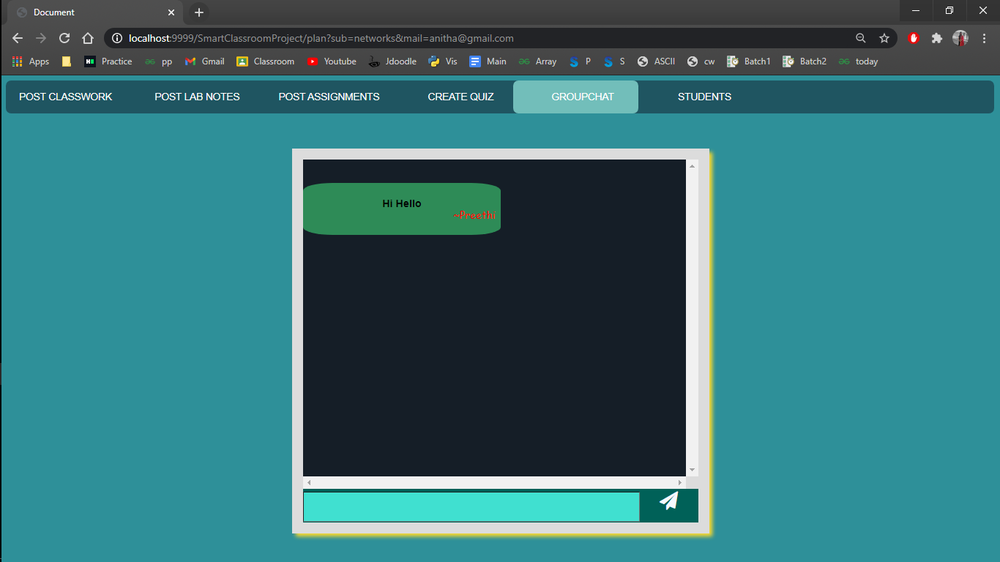 Document
localhost:9999/SmartClassroomProject/plan?sub=networks&mail=anitha@gmail.com
Apps Practice pp Gmail Classroom Youtube Jdoodle Vis Main Array P S ASCII cw Batch1 Batch2 today
POST CLASSWORK POST LAB NOTES POST ASSIGNMENTS CREATE QUIZ GROUPCHAT STUDENTS
Hi Hello
~Preethi